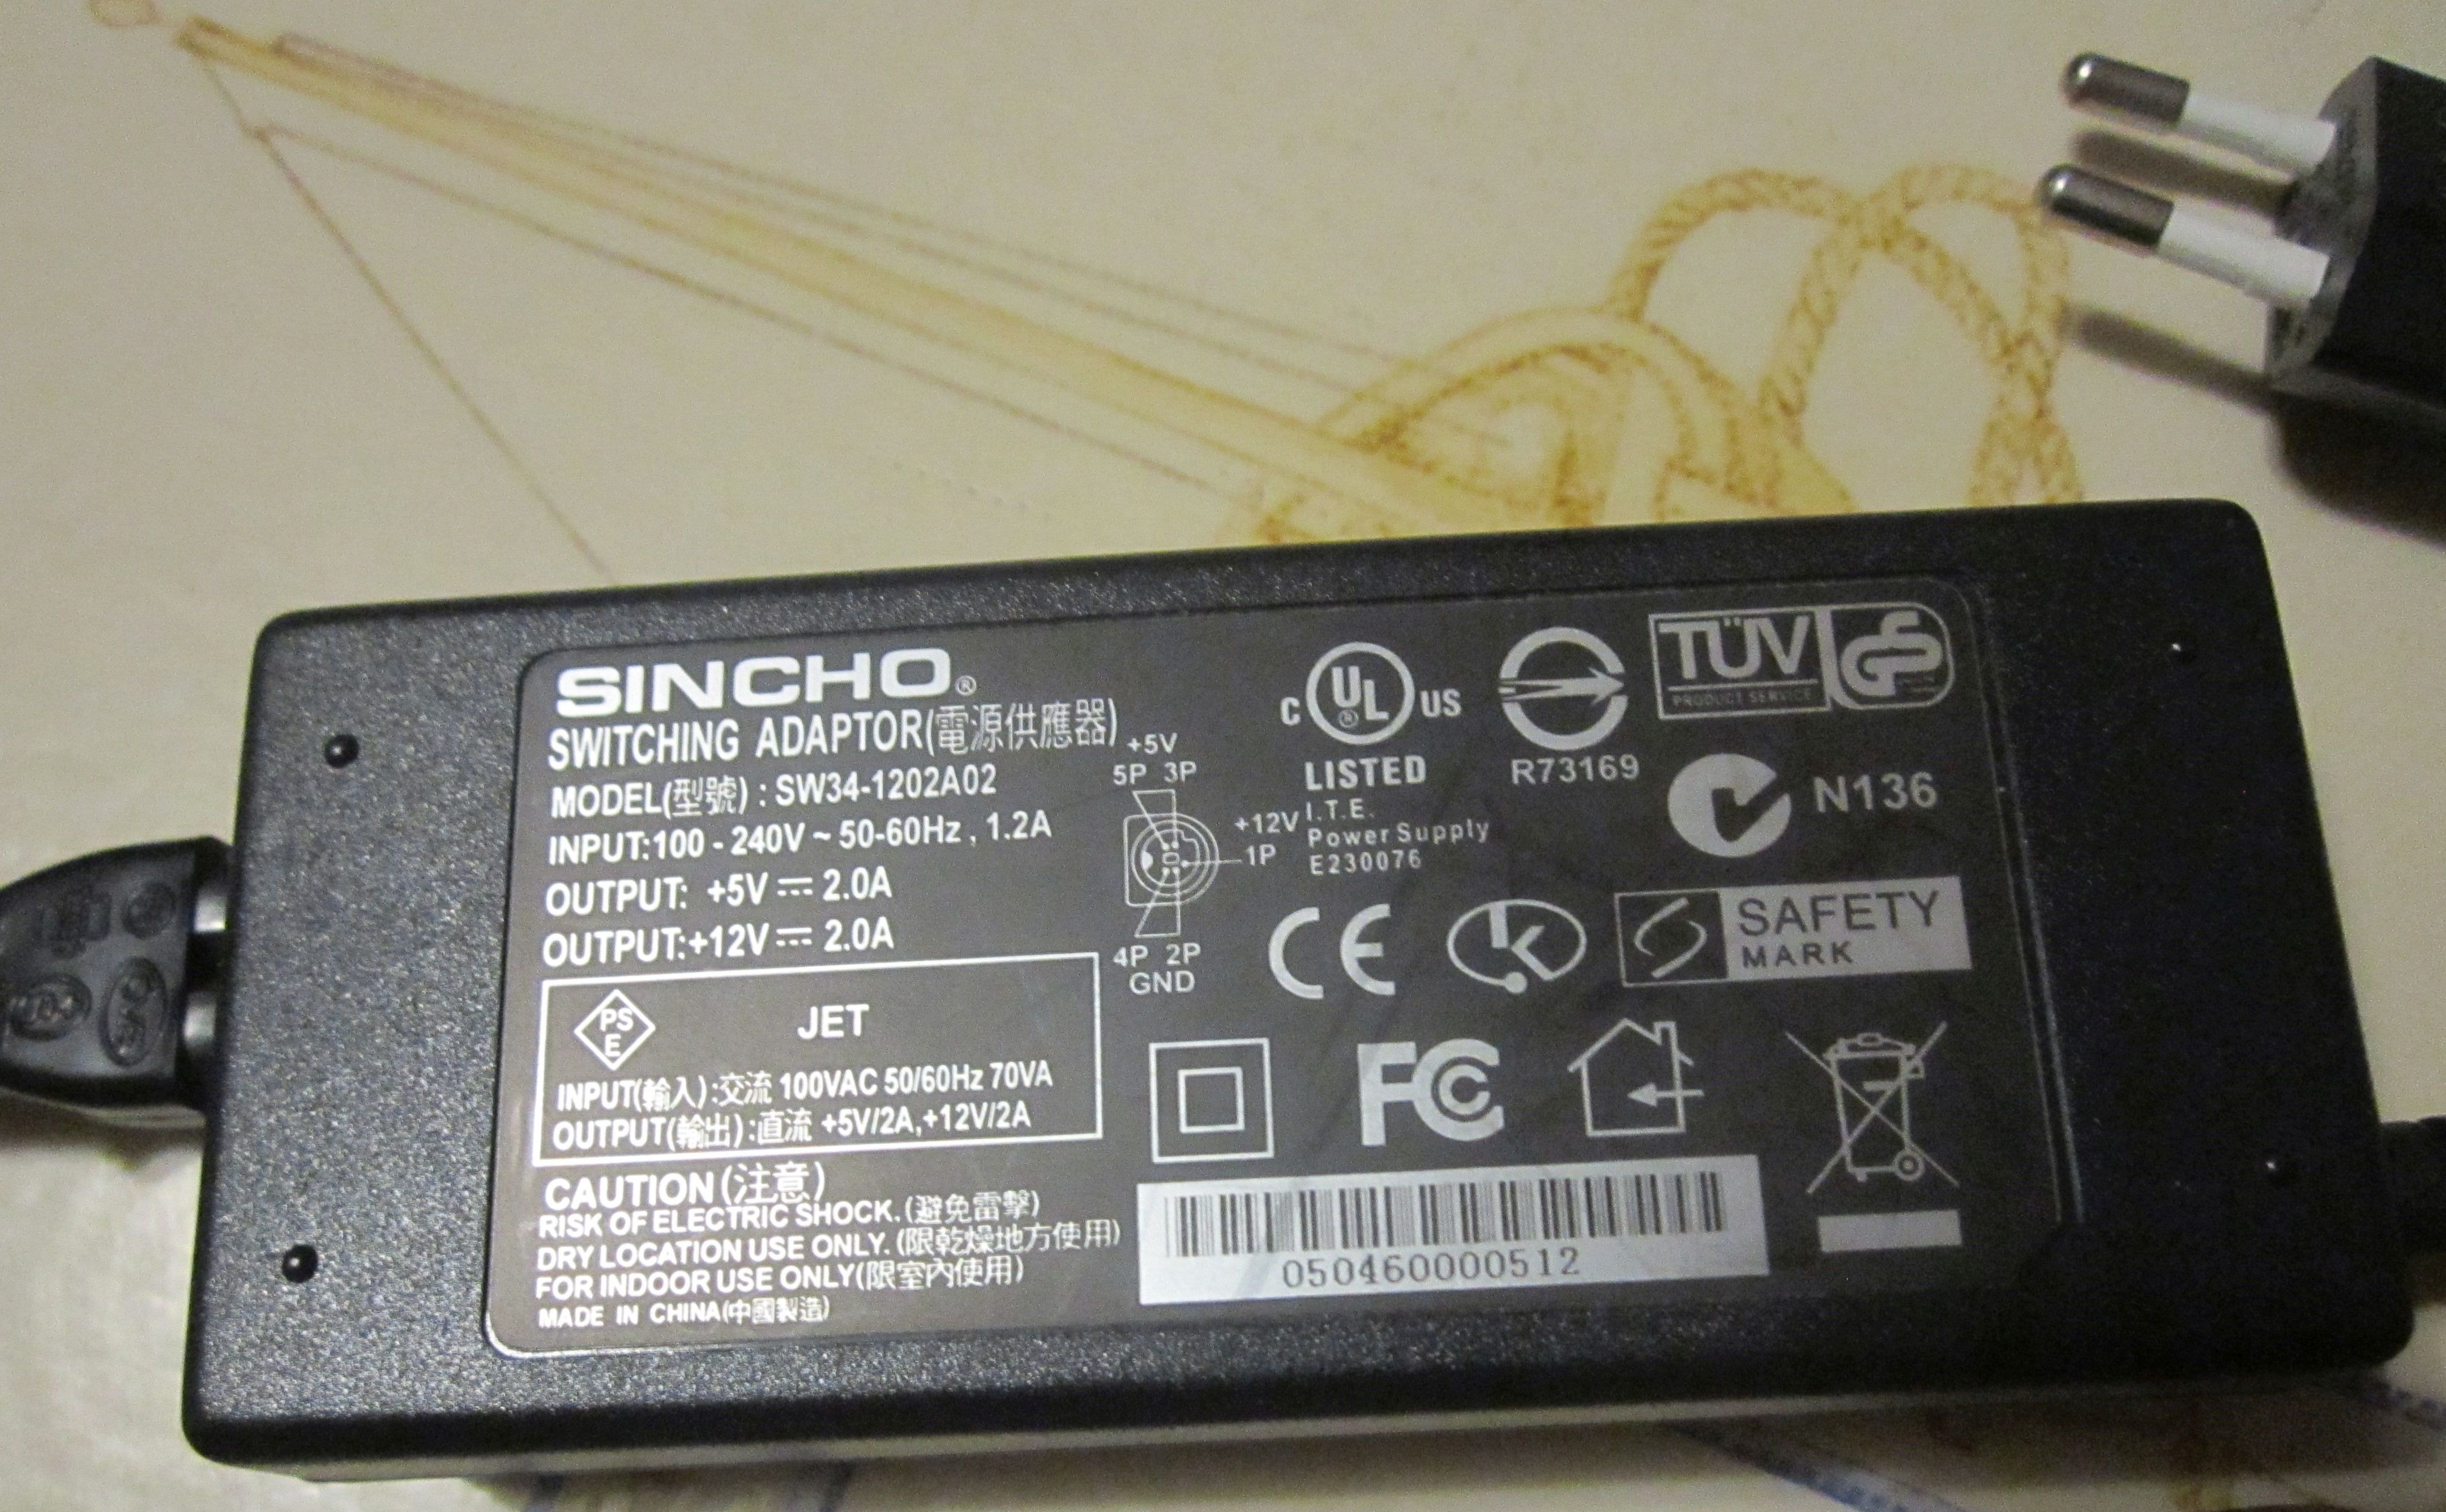 SINCHO®
SWITCHING ADAPTOR(電源供應器)
MODEL(型號) : SW34-1202A02
INPUT:100 - 240V ~ 50-60Hz , 1.2A
OUTPUT: +5V ⎓ 2.0A
OUTPUT:+12V ⎓ 2.0A
PS
E
JET
INPUT(輸入) :交流 100VAC 50/60Hz 70VA
OUTPUT(輸出) :直流 +5V/2A,+12V/2A
CAUTION (注意)
RISK OF ELECTRIC SHOCK. (避免雷擊)
DRY LOCATION USE ONLY. (限乾燥地方使用)
FOR INDOOR USE ONLY(限室內使用)
MADE IN CHINA(中國製造)
+5V
5P 3P
+12V
1P
4P 2P
GND
C UL® US
LISTED
I.T.E.
Power Supply
E230076
R73169
TÜV
PRODUCT SERVICE
GS
N136
CE
K
SAFETY
MARK
FC
050460000512